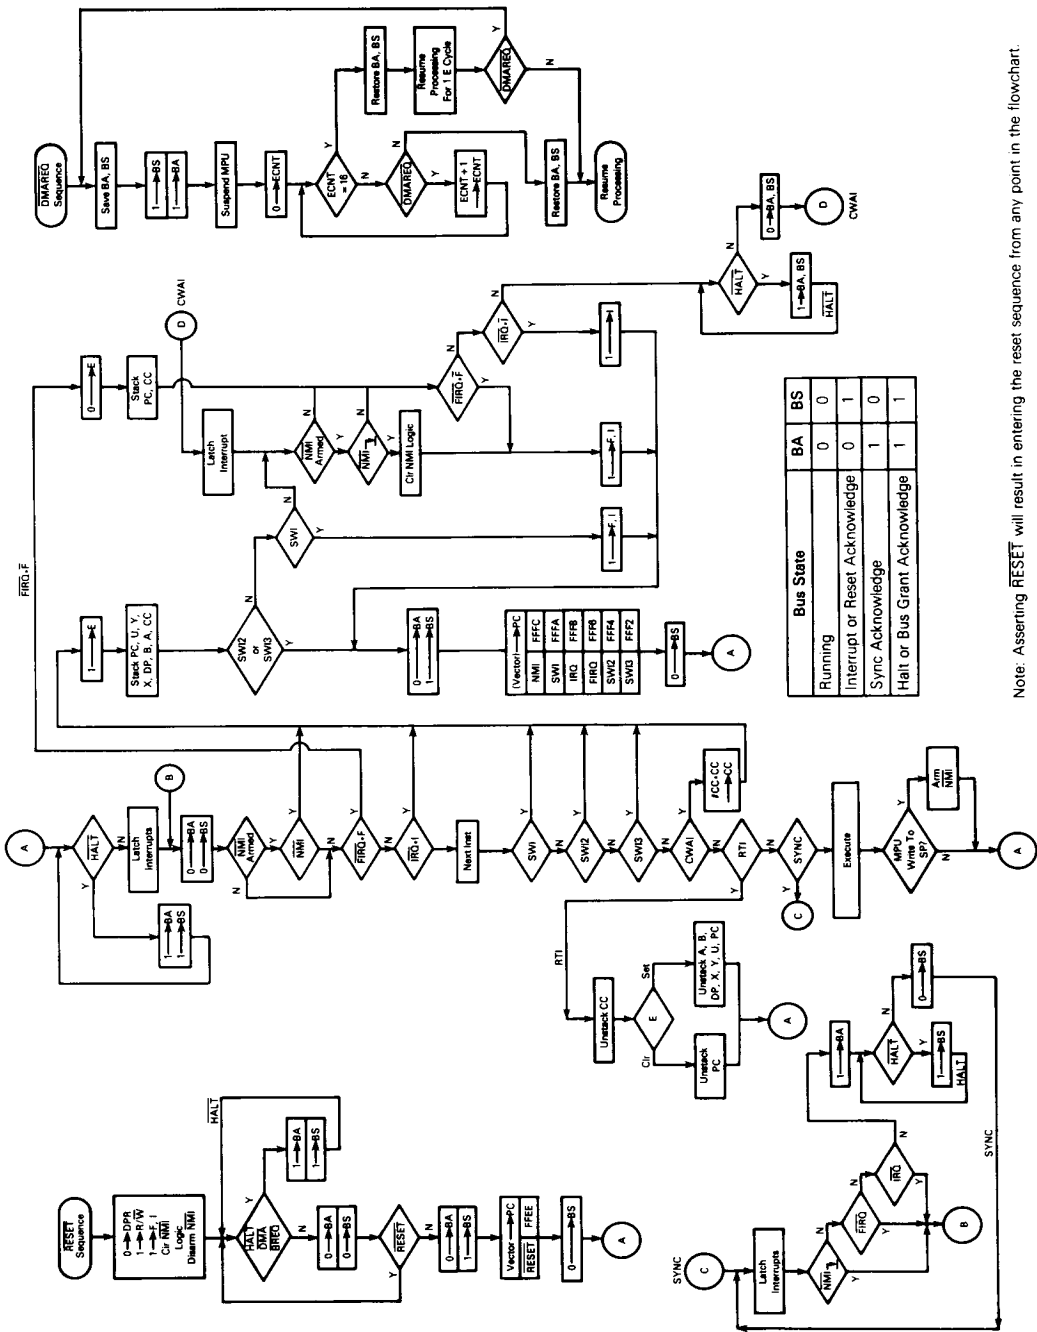 RESET
Sequence
0→DPR
1→R/W
1→F, I
Clr NMI
Logic
Disarm NMI
HALT
DMA
BREQ
Y
N
1→BA
1→BS
HALT
0→BA
0→BS
RESET
Y
N
0→BA
1→BS
Vector→PC
RESET FFEE
0→BS
A
A
HALT
Y
N
1→BA
1→BS
Latch
Interrupts
B
0→BA
0→BS
NMI
Armed
N
Y
NMI
N
Y
FIRQ•F
N
Y
IRQ•I
N
Y
Next Inst
SWI
N
Y
SWI2
N
Y
SWI3
N
Y
CWAI
N
Y
#CC•CC
→CC
RTI
N
Y
SYNC
N
Y
C
Execute
MPU
Write To
SP?
Y
N
Arm
NMI
A
RTI
Unstack CC
E
Clr
Set
Unstack
PC
Unstack A, B,
DP, X, Y, U, PC
A
SYNC
C
Latch
Interrupts
NMI
N
Y
FIRQ
N
Y
IRQ
N
Y
B
1→BA
HALT
N
Y
1→BS
HALT
0→BS
SYNC
FIRQ•F
1→E
Stack PC, U, Y,
X, DP, B, A, CC
SWI2
or
SWI3
N
Y
0→BA
1→BS
(Vector)→PC
NMI FFFC
SWI FFFA
IRQ FFF8
FIRQ FFF6
SWI2 FFF4
SWI3 FFF2
0→BS
A
SWI
N
Y
1→F, I
0→E
Stack
PC, CC
D
CWAI
Latch
Interrupt
NMI
Armed
N
Y
NMI
N
Y
Clr NMI Logic
FIRQ•F
N
Y
1→F, I
IRQ•I
N
Y
1→I
HALT
N
Y
1→BA, BS
HALT
0→BA, BS
D
CWAI
DMAREQ
Sequence
Save BA, BS
1→BS
1→BA
Suspend MPU
0→ECNT
ECNT
= 16
Y
N
DMAREQ
N
Y
ECNT + 1
→ECNT
Restore BA, BS
Resume
Processing
For 1 E Cycle
DMAREQ
Y
N
Restore BA, BS
Resume
Processing
Bus State BA BS
Running 0 0
Interrupt or Reset Acknowledge 0 1
Sync Acknowledge 1 0
Halt or Bus Grant Acknowledge 1 1
Note: Asserting RESET will result in entering the reset sequence from any point in the flowchart.